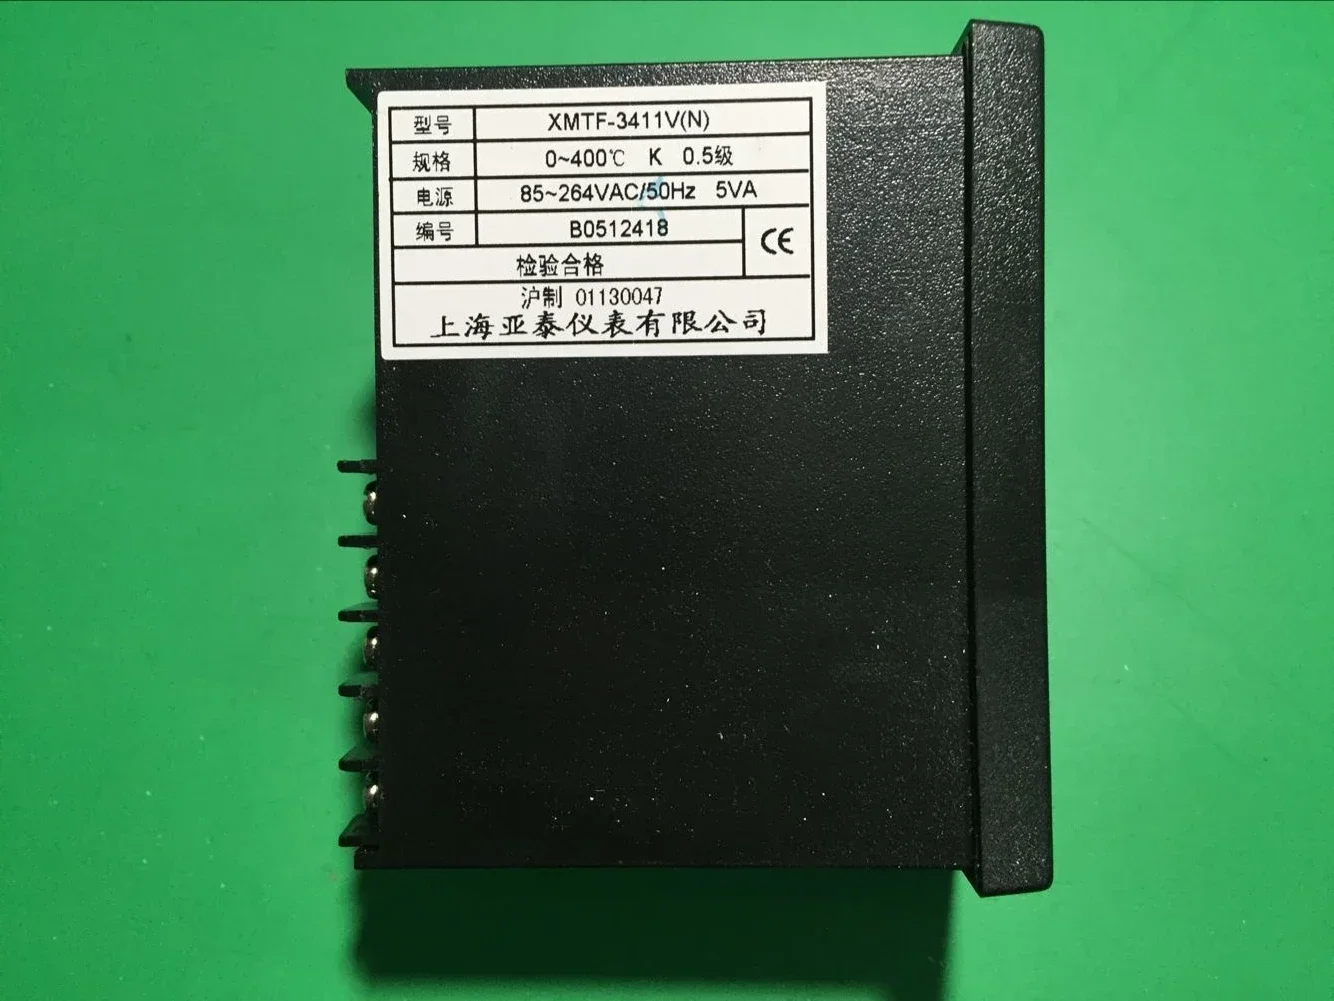 型号 XMTF-3411V(N)
规格 0~400℃ K 0.5级
电源 85~264VAC/50Hz 5VA
编号 B0512418
CE
检验合格
沪制 01130047
上海亚泰仪表有限公司